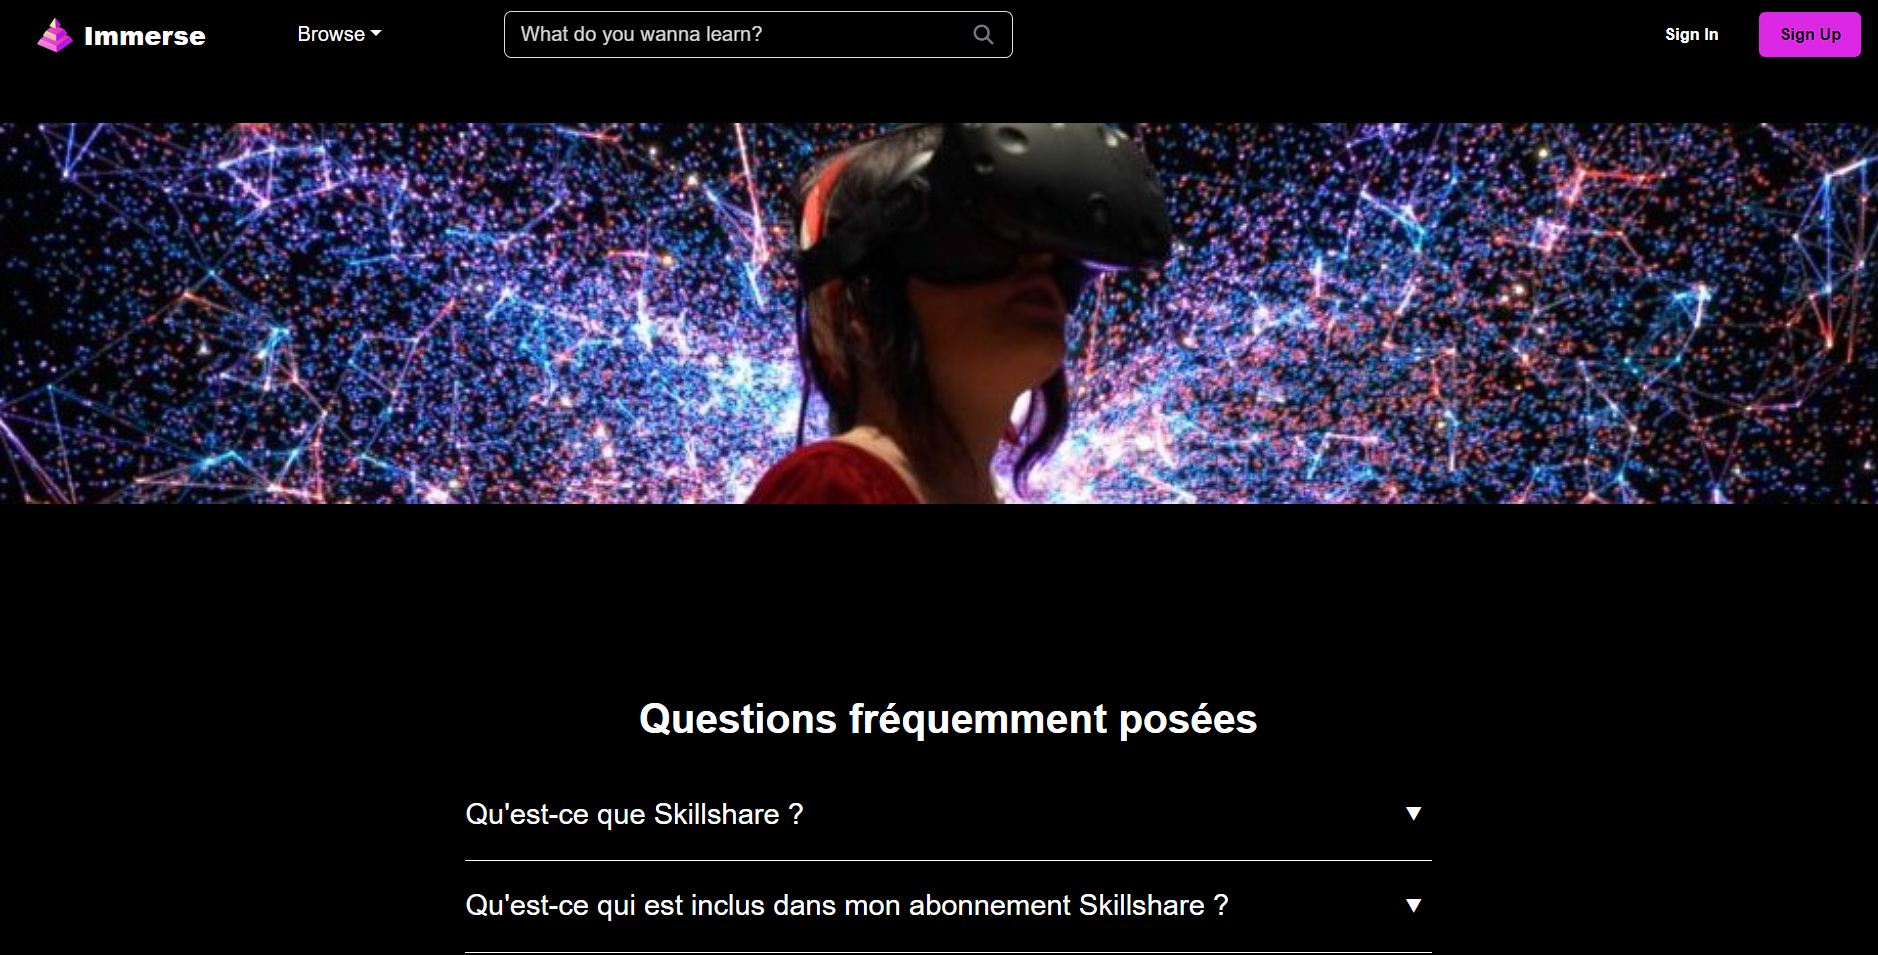 Immerse
Browse
What do you wanna learn?
Sign In
Sign Up
Questions fréquemment posées
Qu'est-ce que Skillshare ?
Qu'est-ce qui est inclus dans mon abonnement Skillshare ?